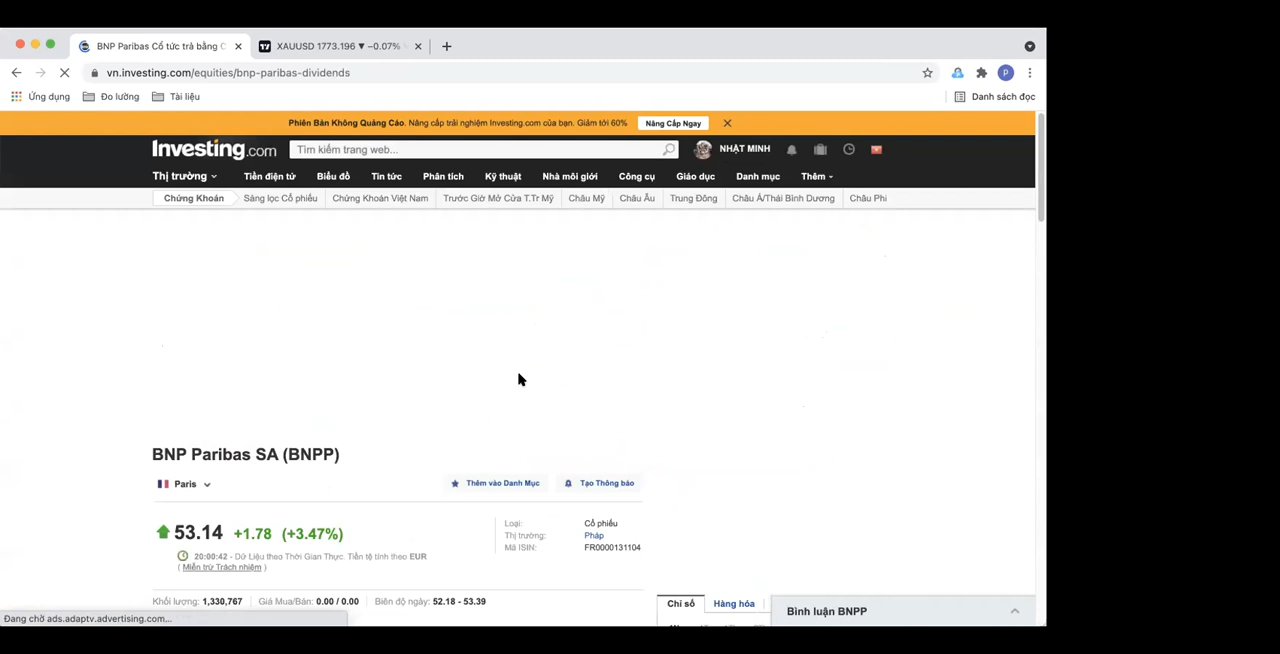 BNP Paribas Cổ tức trả bằng C
XAUUSD 1773.196 ▼ −0.07%
vn.investing.com/equities/bnp-paribas-dividends
P
Ứng dụng Đo lường Tài liệu Danh sách đọc
Phiên Bản Không Quảng Cáo. Nâng cấp trải nghiệm Investing.com của bạn. Giảm tới 60% Nâng Cấp Ngay
Investing.com Tìm kiếm trang web... NHẬT MINH
Thị trường Tiền điện tử Biểu đồ Tin tức Phân tích Kỹ thuật Nhà môi giới Công cụ Giáo dục Danh mục Thêm
Chứng Khoán Sàng lọc Cổ phiếu Chứng Khoán Việt Nam Trước Giờ Mở Cửa T.Tr Mỹ Châu Mỹ Châu Âu Trung Đông Châu Á/Thái Bình Dương Châu Phi
BNP Paribas SA (BNPP)
Paris Thêm vào Danh Mục Tạo Thông báo
53.14 +1.78 (+3.47%)
20:00:42 - Dữ Liệu theo Thời Gian Thực. Tiền tệ tính theo EUR
( Miễn trừ Trách nhiệm )
Loại: Cổ phiếu
Thị trường: Pháp
Mã ISIN: FR0000131104
Khối lượng: 1,330,767 Giá Mua/Bán: 0.00 / 0.00 Biên độ ngày: 52.18 - 53.39
Chỉ số Hàng hóa
Bình luận BNPP
Đang chờ ads.adaptv.advertising.com...